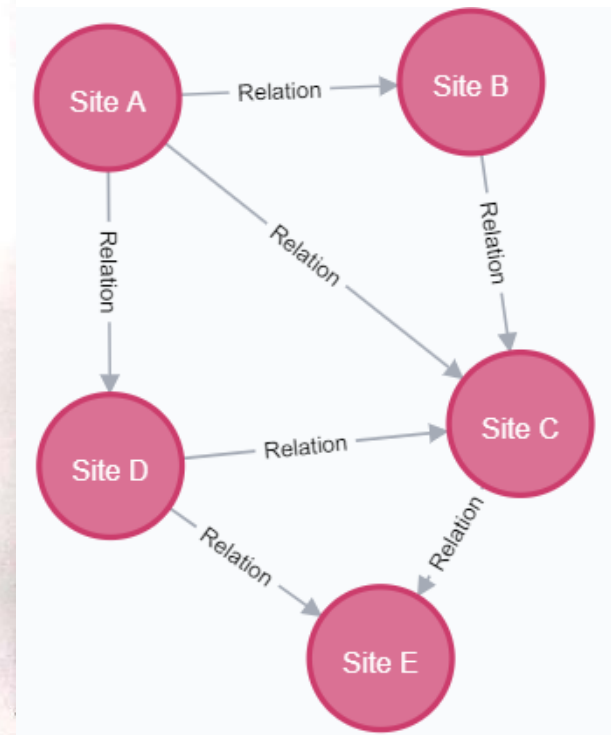 Site A
Relation
Site B
Relation
Relation
Relation
Site C
Relation
Site D
Relation
Relation
Site E